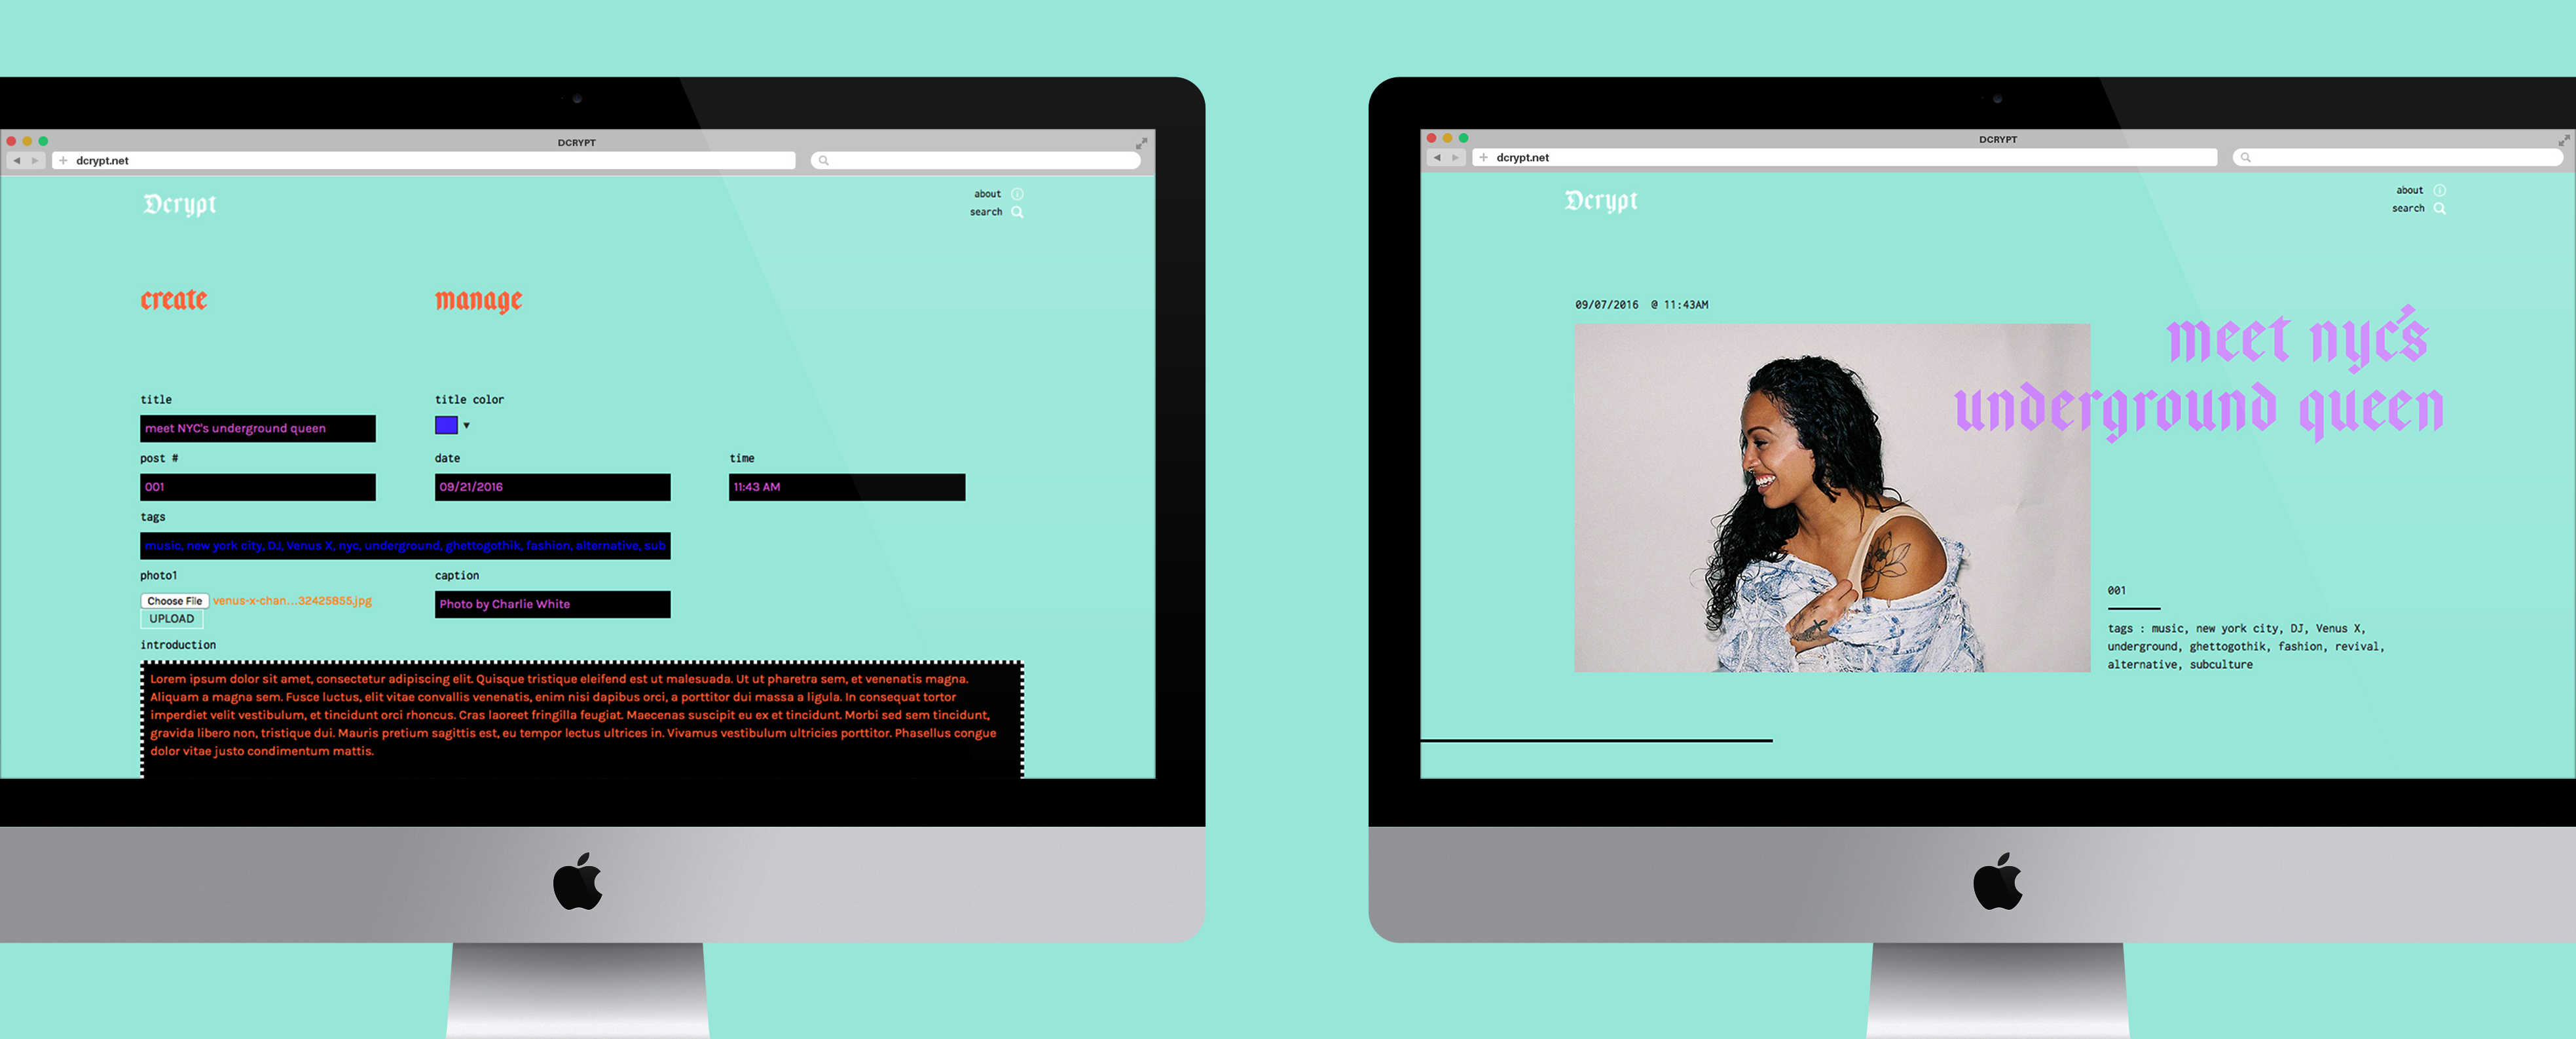 DCRYPT
dcrypt.net
Dcrypt
about
search
create
manage
title
title color
meet NYC's underground queen
post #
date
time
001
09/21/2016
11:43 AM
tags
music, new york city, DJ, Venus X, nyc, underground, ghettogothik, fashion, alternative, sub
photo1
caption
Choose File venus-x-chan...32425855.jpg
Photo by Charlie White
UPLOAD
introduction
Lorem ipsum dolor sit amet, consectetur adipiscing elit. Quisque tristique eleifend est ut malesuada. Ut ut pharetra sem, et venenatis magna.
Aliquam a magna sem. Fusce luctus, elit vitae convallis venenatis, enim nisi dapibus orci, a porttitor dui massa a ligula. In consequat tortor
imperdiet velit vestibulum, et tincidunt orci rhoncus. Cras laoreet fringilla feugiat. Maecenas suscipit eu ex et tincidunt. Morbi sed sem tincidunt,
gravida libero non, tristique dui. Mauris pretium sagittis est, eu tempor lectus ultrices in. Vivamus vestibulum ultricies porttitor. Phasellus congue
dolor vitae justo condimentum mattis.
DCRYPT
dcrypt.net
Dcrypt
about
search
09/07/2016 @ 11:43AM
meet nyc's
underground queen
001
tags : music, new york city, DJ, Venus X,
underground, ghettogothik, fashion, revival,
alternative, subculture